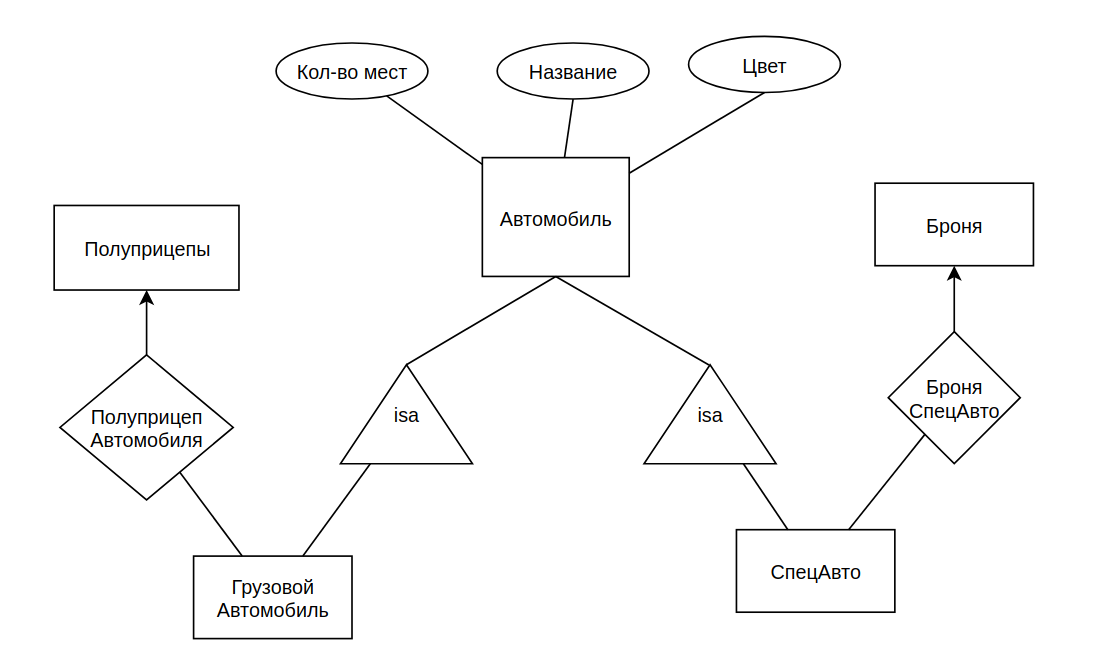 Кол-во мест
Название
Цвет
Автомобиль
Полуприцепы
Броня
Полуприцеп
Автомобиля
isa
isa
Броня
СпецАвто
Грузовой
Автомобиль
СпецАвто